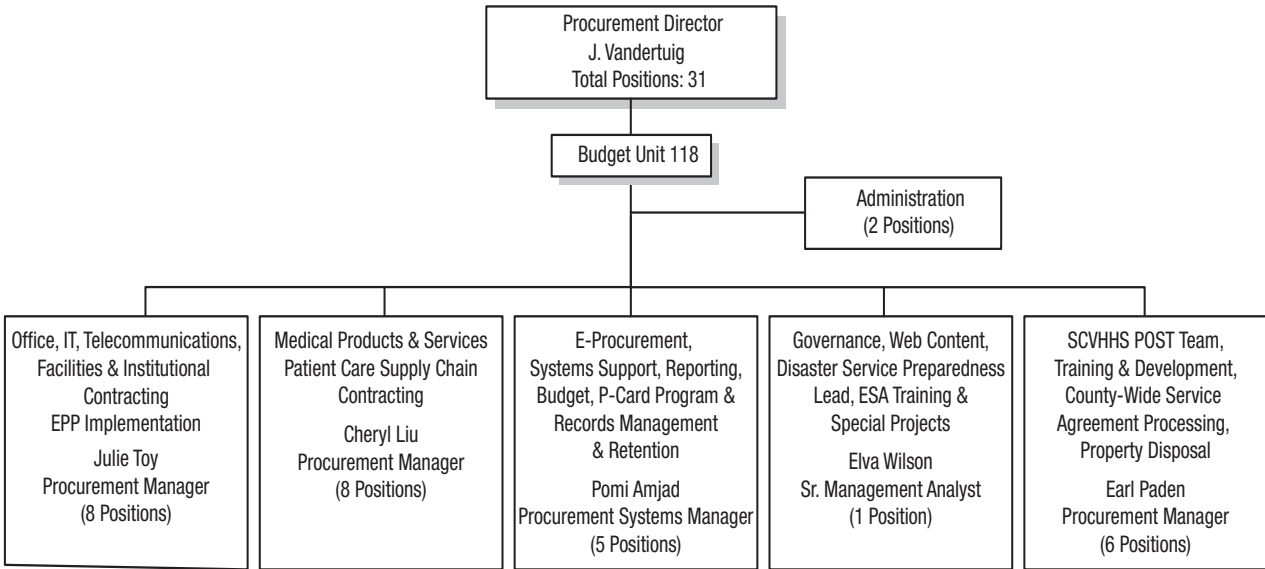 Procurement Director
J. Vandertuig
Total Positions: 31
Budget Unit 118
Administration
(2 Positions)
Office, IT, Telecommunications,
Facilities & Institutional
Contracting
EPP Implementation
Julie Toy
Procurement Manager
(8 Positions)
Medical Products & Services
Patient Care Supply Chain
Contracting
Cheryl Liu
Procurement Manager
(8 Positions)
E-Procurement,
Systems Support, Reporting,
Budget, P-Card Program &
Records Management
& Retention
Pomi Amjad
Procurement Systems Manager
(5 Positions)
Governance, Web Content,
Disaster Service Preparedness
Lead, ESA Training &
Special Projects
Elva Wilson
Sr. Management Analyst
(1 Position)
SCVHHS POST Team,
Training & Development,
County-Wide Service
Agreement Processing,
Property Disposal
Earl Paden
Procurement Manager
(6 Positions)